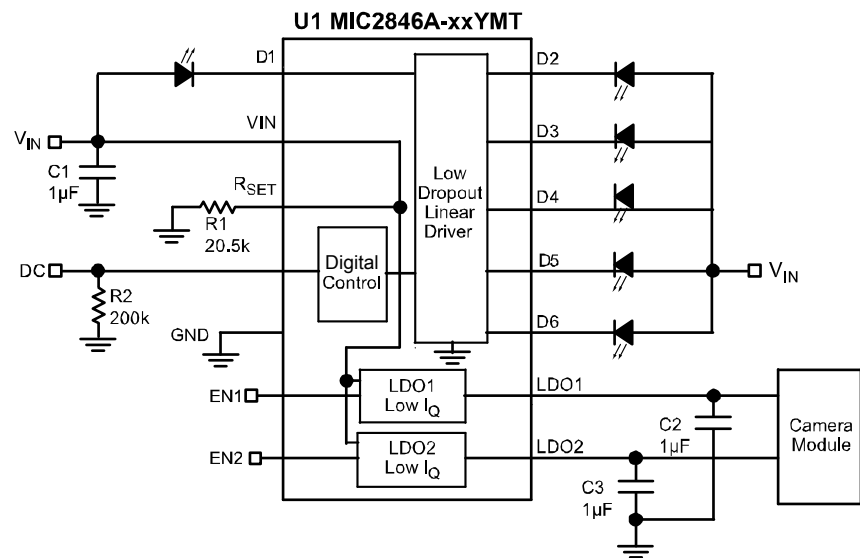 U1 MIC2846A-xxYMT
D1
D2
VIN
VIN
D3
C1
1µF
RSET
R1
20.5k
Low
Dropout
Linear
Driver
D4
DC
Digital
Control
D5
VIN
R2
200k
GND
D6
EN1
LDO1
Low IQ
LDO1
C2
1µF
Camera
Module
EN2
LDO2
Low IQ
LDO2
C3
1µF